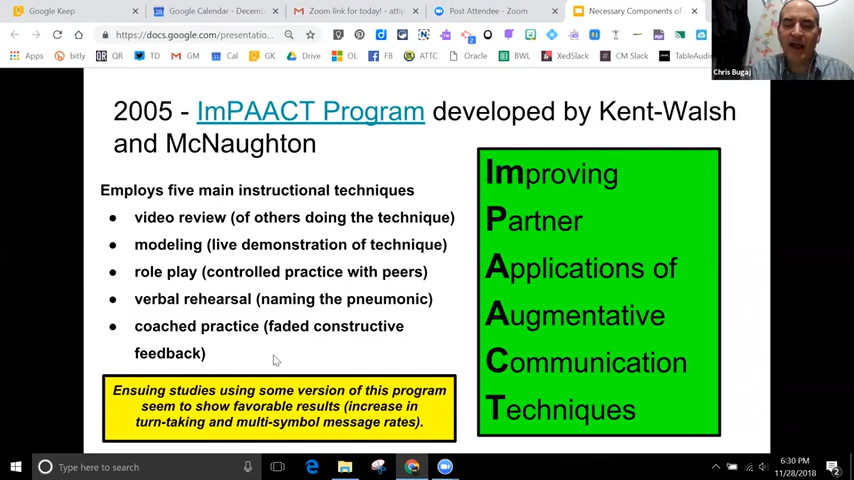 Google Keep
Google Calendar - Decemb
Zoom link for today! - attip
Post Attendee - Zoom
Necessary Components of
https://docs.google.com/presentatio...
Apps
bitly
QR
TD
GM
Cal
GK
Drive
OL
FB
ATTC
Oracle
BWL
XedSlack
CM Slack
TableAudio
Chris Bugaj
2005 - ImPAACT Program developed by Kent-Walsh
and McNaughton
Employs five main instructional techniques
● video review (of others doing the technique)
● modeling (live demonstration of technique)
● role play (controlled practice with peers)
● verbal rehearsal (naming the pneumonic)
● coached practice (faded constructive
feedback)
Ensuing studies using some version of this program
seem to show favorable results (increase in
turn-taking and multi-symbol message rates).
Improving
Partner
Applications of
Augmentative
Communication
Techniques
Type here to search
6:30 PM
11/28/2018
2